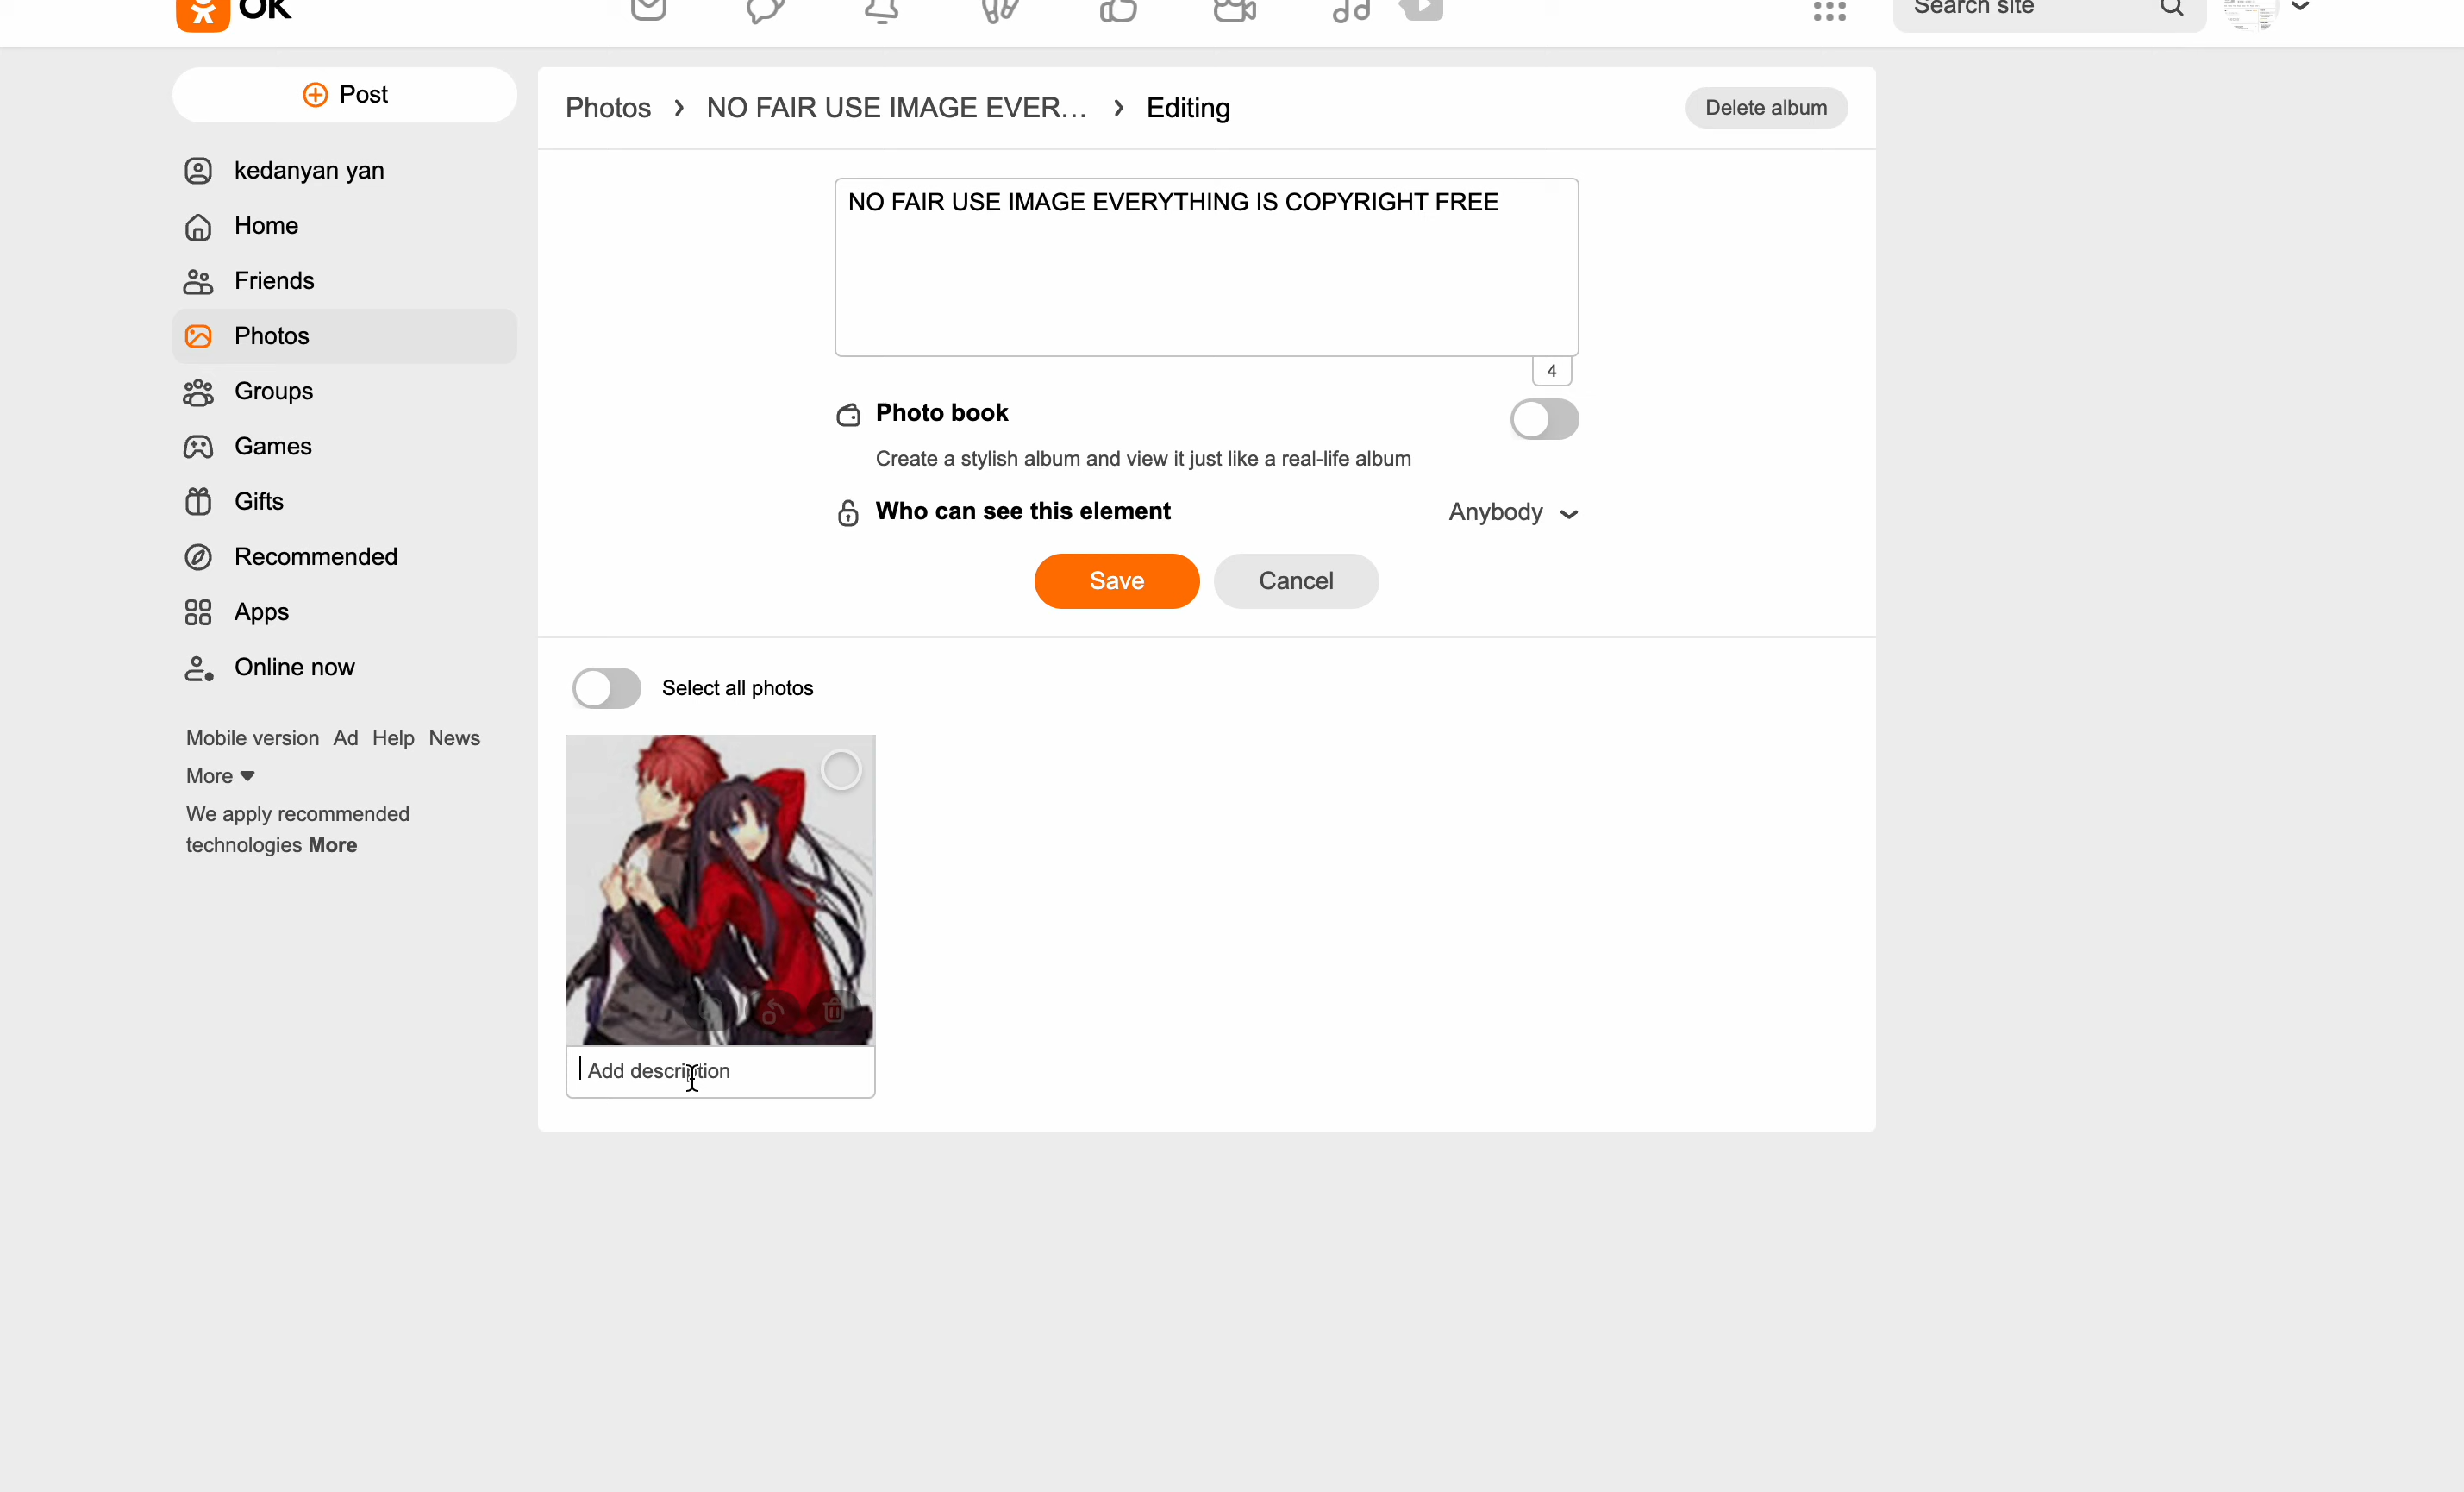 OK
Search site
Post
Photos > NO FAIR USE IMAGE EVER... > Editing
Delete album
kedanyan yan
Home
Friends
Photos
Groups
Games
Gifts
Recommended
Apps
Online now
Mobile version Ad Help News
More
We apply recommended
technologies More
NO FAIR USE IMAGE EVERYTHING IS COPYRIGHT FREE
4
Photo book
Create a stylish album and view it just like a real-life album
Who can see this element
Anybody
Save
Cancel
Select all photos
Add description